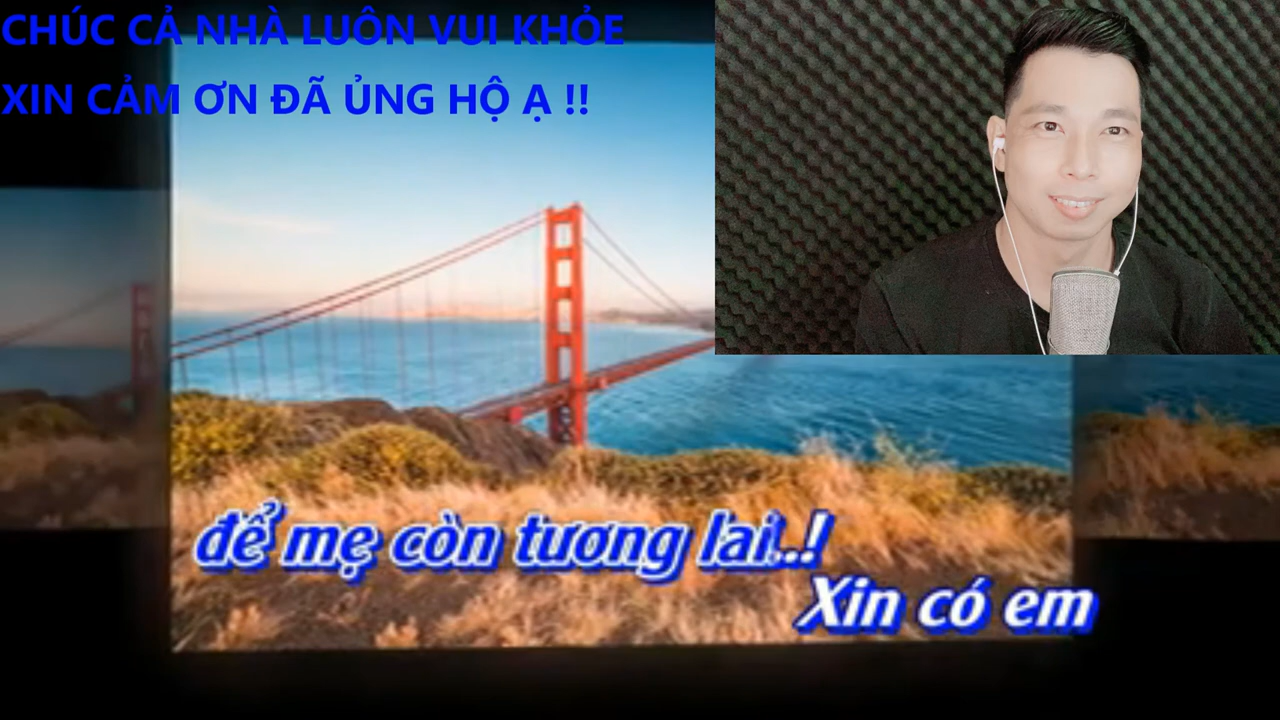 CHÚC CẢ NHÀ LUÔN VUI KHỎE
XIN CẢM ƠN ĐÃ ỦNG HỘ Ạ !!
để mẹ còn tương lai..!
Xin có em